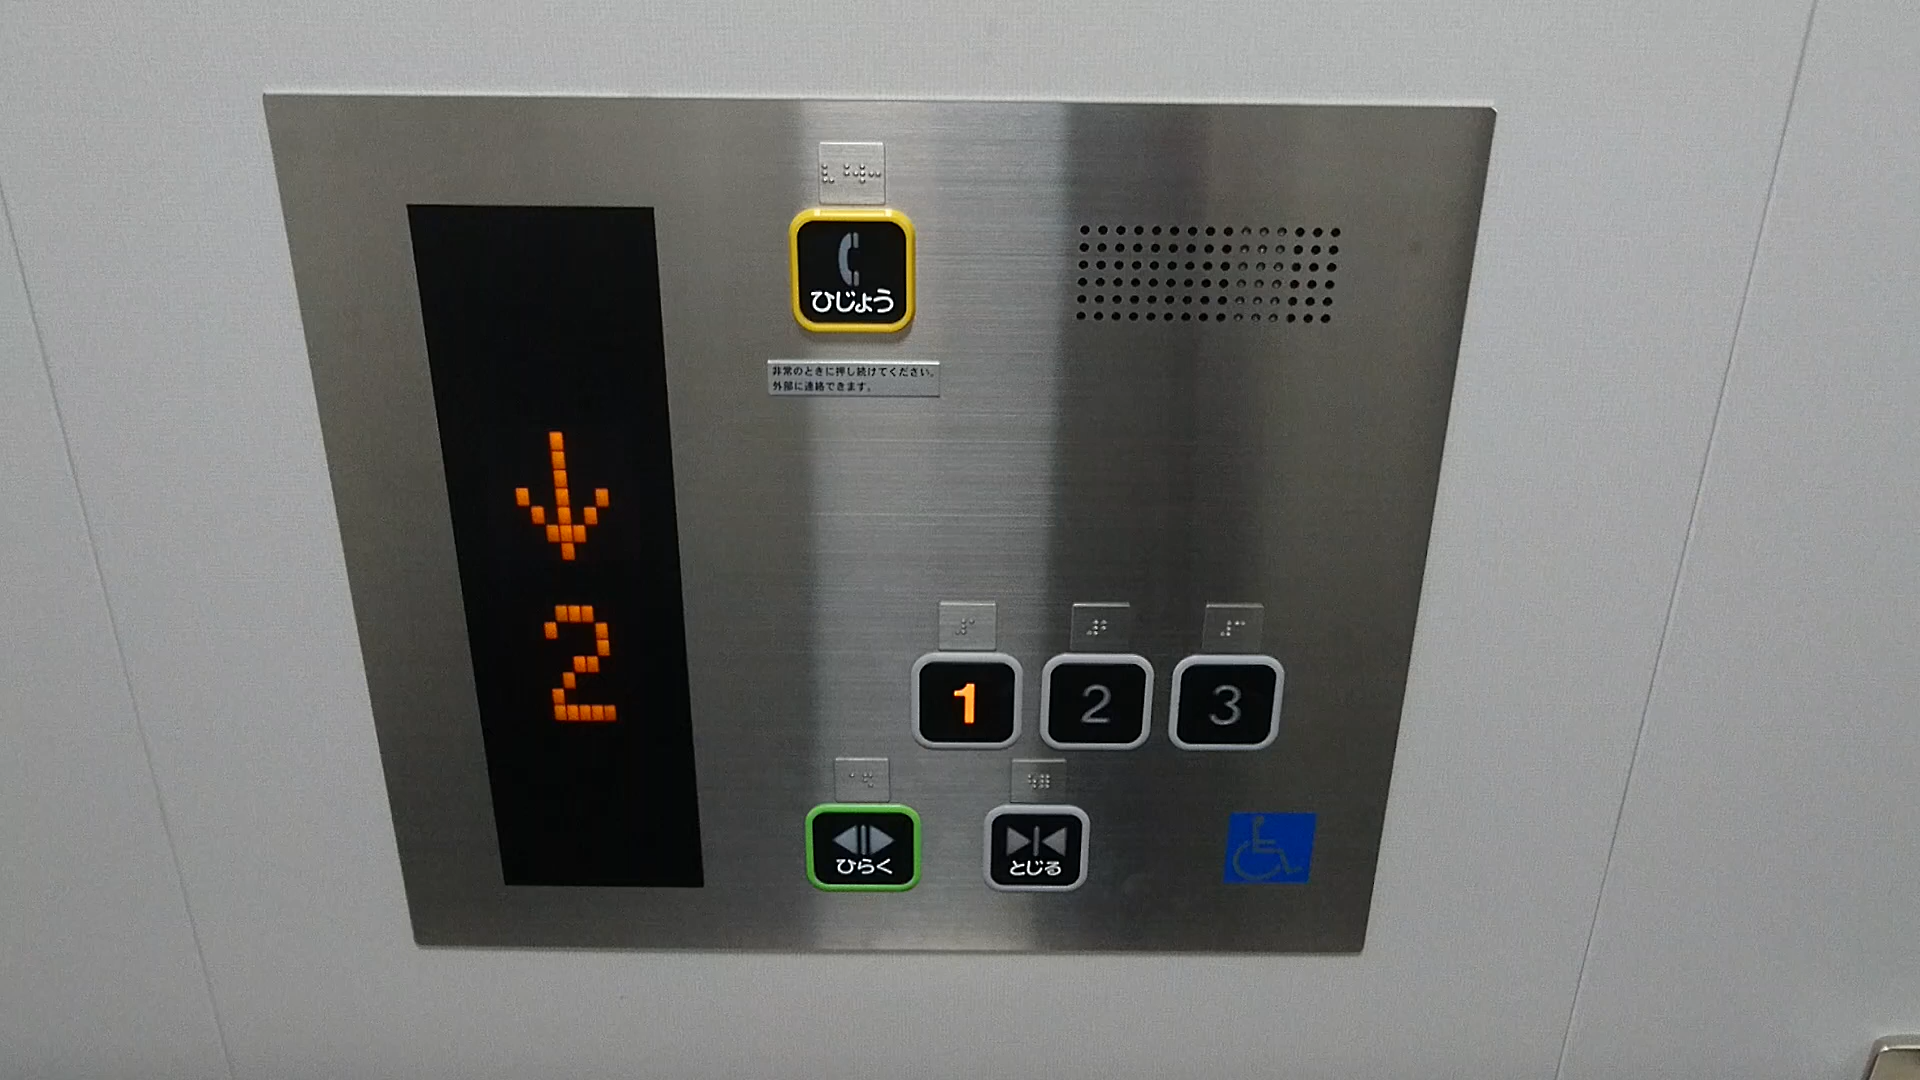 ひじょう
非常のときに押し続けてください。
外部に連絡できます。
2
1 2 3
ひらく とじる